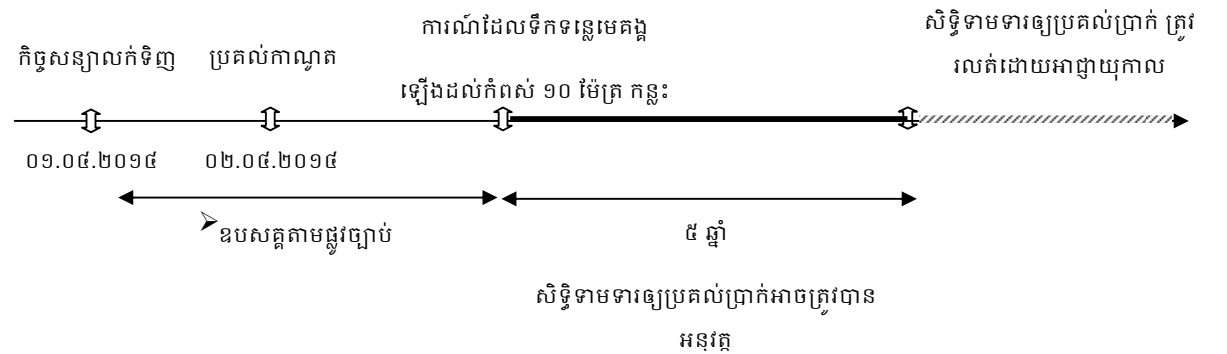 កិច្ចសន្យាលក់ទិញ
ប្រគល់កាណូត
ការណ៍ដែលទឹកទន្លេមេគង្គ
ឡើងដល់កំពស់ ១០ ម៉ែត្រ កន្លះ
សិទ្ធិទាមទារឲ្យប្រគល់ប្រាក់ ត្រូវ
រលត់ដោយអាជ្ញាយុកាល
០១.០៤.២០១៤
០២.០៤.២០១៤
➢ឧបសគ្គតាមផ្លូវច្បាប់
៥ ឆ្នាំ
សិទ្ធិទាមទារឲ្យប្រគល់ប្រាក់អាចត្រូវបាន
អនុវត្ត